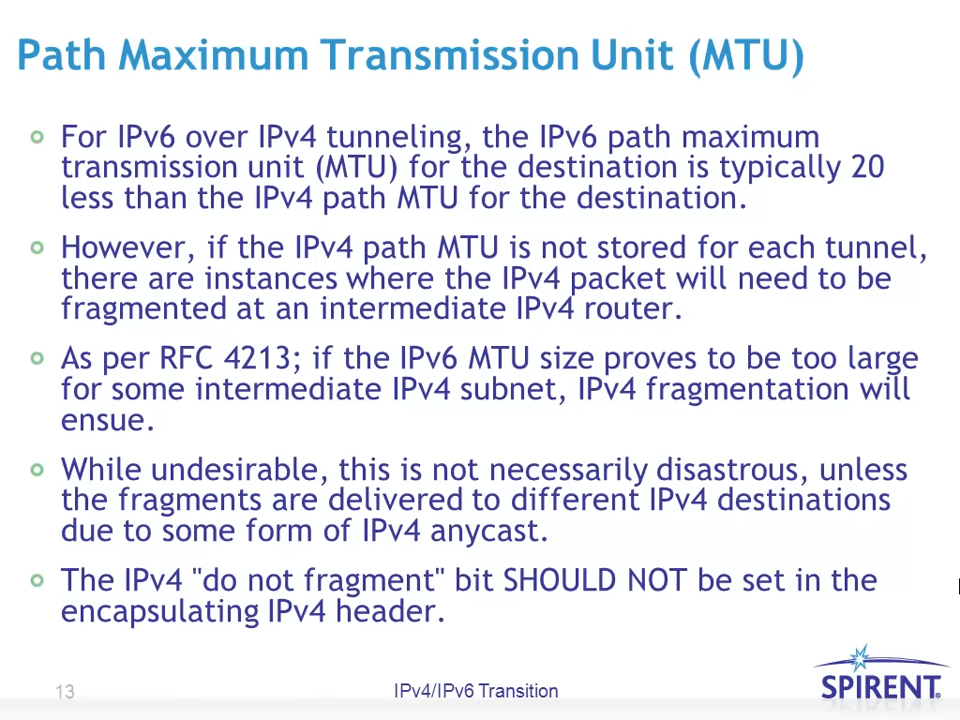 Path Maximum Transmission Unit (MTU)
For IPv6 over IPv4 tunneling, the IPv6 path maximum
transmission unit (MTU) for the destination is typically 20
less than the IPv4 path MTU for the destination.
However, if the IPv4 path MTU is not stored for each tunnel,
there are instances where the IPv4 packet will need to be
fragmented at an intermediate IPv4 router.
As per RFC 4213; if the IPv6 MTU size proves to be too large
for some intermediate IPv4 subnet, IPv4 fragmentation will
ensue.
While undesirable, this is not necessarily disastrous, unless
the fragments are delivered to different IPv4 destinations
due to some form of IPv4 anycast.
The IPv4 "do not fragment" bit SHOULD NOT be set in the
encapsulating IPv4 header.
13
IPv4/IPv6 Transition
SPIRENT®